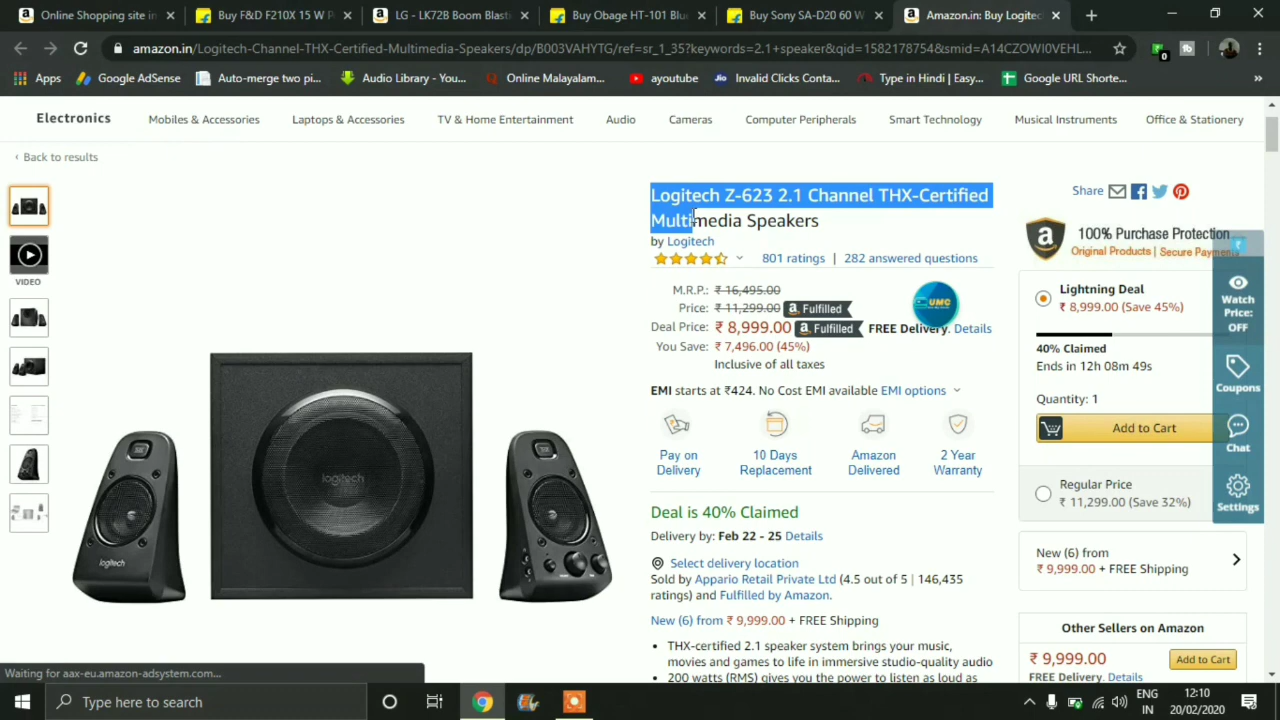 Online Shopping site in
Buy F&D F210X 15 W P
LG - LK72B Boom Blast
Buy Obage HT-101 Blu
Buy Sony SA-D20 60 W
Amazon.in: Buy Logitec
amazon.in/Logitech-Channel-THX-Certified-Multimedia-Speakers/dp/B003VAHYTG/ref=sr_1_35?keywords=2.1+speaker&qid=1582178754&smid=A14CZOWI0VEHL...
Apps
Google AdSense
Auto-merge two pi...
Audio Library - You...
Online Malayalam...
ayoutube
Jio Invalid Clicks Conta...
Type in Hindi | Easy...
Google URL Shorte...
»
Electronics
Mobiles & Accessories
Laptops & Accessories
TV & Home Entertainment
Audio
Cameras
Computer Peripherals
Smart Technology
Musical Instruments
Office & Stationery
‹ Back to results
VIDEO
logitech
logitech
Logitech Z-623 2.1 Channel THX-Certified
Multimedia Speakers
by Logitech
801 ratings | 282 answered questions
M.R.P.: ₹ 16,495.00
Price: ₹ 11,299.00 a Fulfilled
UMC
Deal Price: ₹ 8,999.00 a Fulfilled FREE Delivery. Details
You Save: ₹ 7,496.00 (45%)
Inclusive of all taxes
EMI starts at ₹424. No Cost EMI available EMI options
Pay on
Delivery
10 Days
Replacement
Amazon
Delivered
2 Year
Warranty
Deal is 40% Claimed
Delivery by: Feb 22 - 25 Details
Select delivery location
Sold by Appario Retail Private Ltd (4.5 out of 5 | 146,435
ratings) and Fulfilled by Amazon.
New (6) from ₹ 9,999.00 + FREE Shipping
• THX-certified 2.1 speaker system brings your music,
movies and games to life in immersive studio-quality audio
• 200 watts (RMS) gives you the power to listen as loud as
Share
100% Purchase Protection
Original Products | Secure Payments
Lightning Deal
₹ 8,999.00 (Save 45%)
40% Claimed
Ends in 12h 08m 49s
Quantity: 1
Add to Cart
Regular Price
₹ 11,299.00 (Save 32%)
New (6) from
₹ 9,999.00 + FREE Shipping
Other Sellers on Amazon
₹ 9,999.00
Add to Cart
FREE Delivery. Details
Watch
Price:
OFF
Coupons
Chat
Settings
Waiting for aax-eu.amazon-adsystem.com...
Type here to search
ENG
IN
12:10
20/02/2020